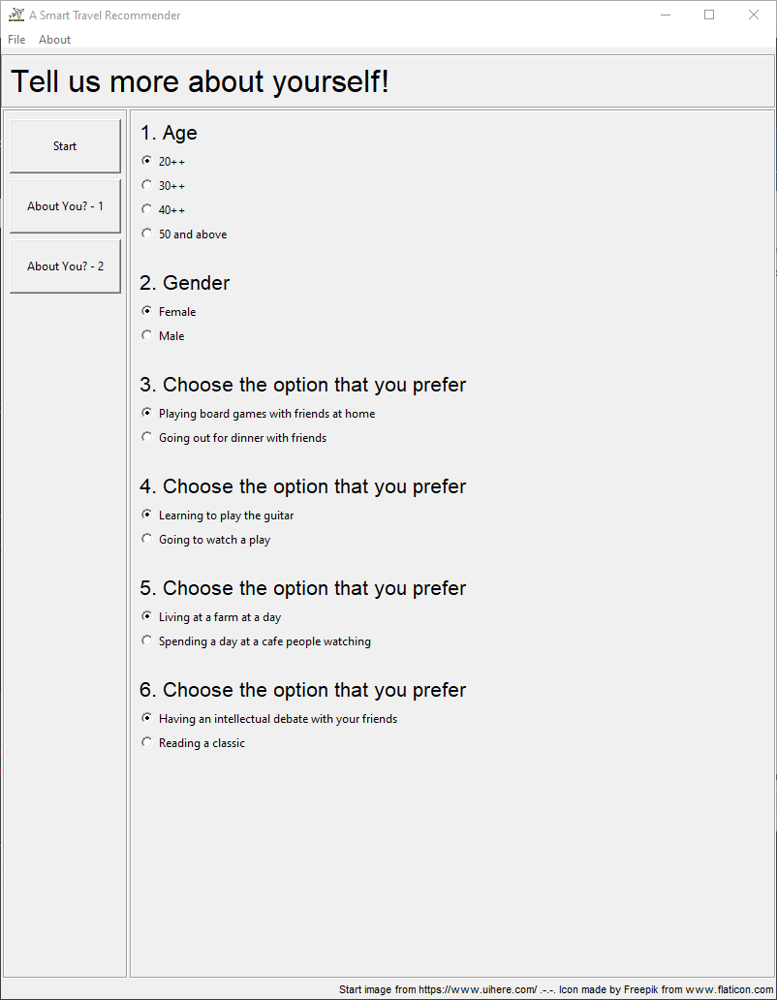 A Smart Travel Recommender
File About
Tell us more about yourself!
Start
About You? - 1
About You? - 2
1. Age
20++
30++
40++
50 and above
2. Gender
Female
Male
3. Choose the option that you prefer
Playing board games with friends at home
Going out for dinner with friends
4. Choose the option that you prefer
Learning to play the guitar
Going to watch a play
5. Choose the option that you prefer
Living at a farm at a day
Spending a day at a cafe people watching
6. Choose the option that you prefer
Having an intellectual debate with your friends
Reading a classic
Start image from https://www.uihere.com/ .-.-. Icon made by Freepik from www.flaticon.com